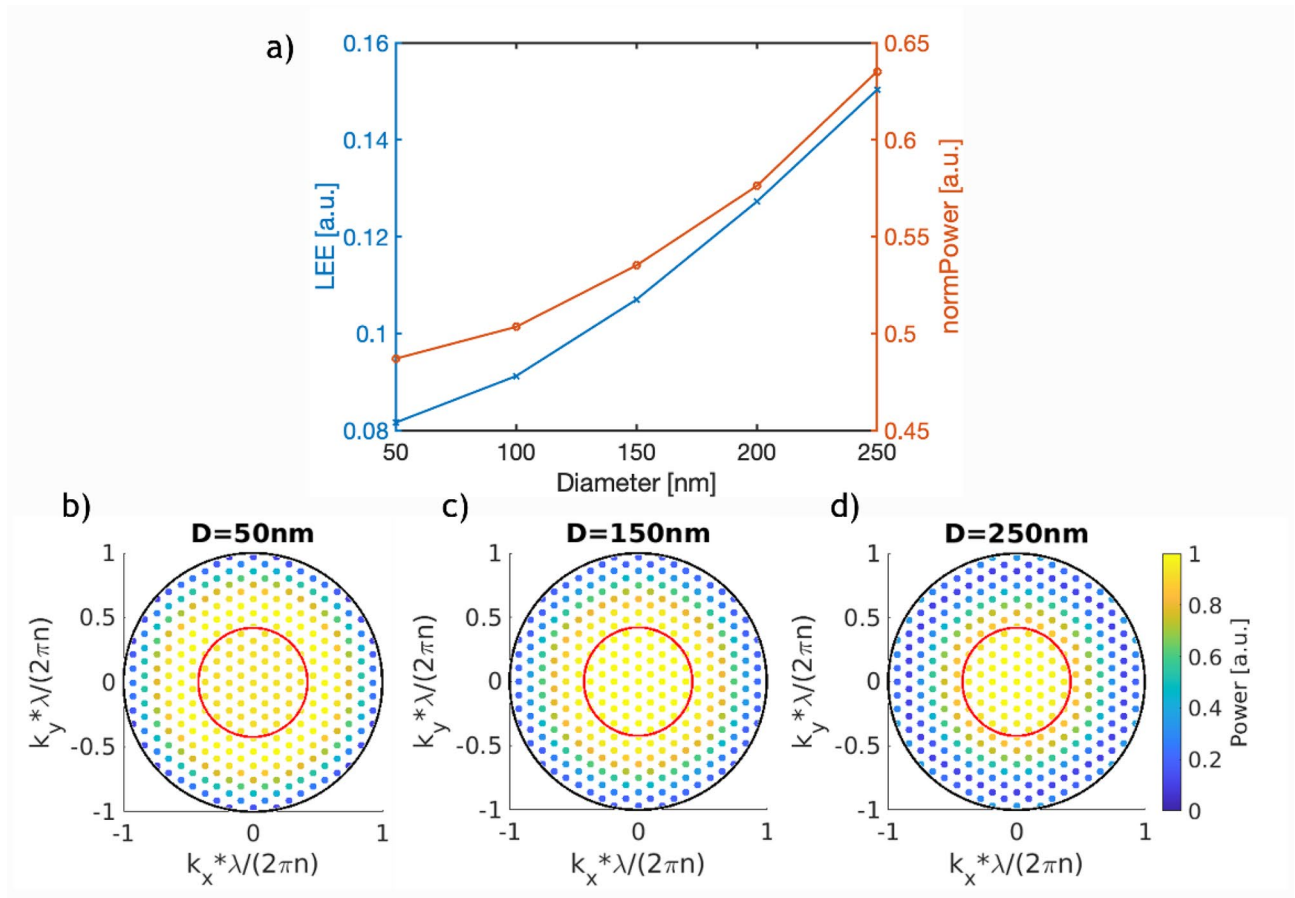 a)
0.16
0.14
0.12
0.1
0.08
LEE [a.u.]
0.65
0.6
0.55
0.5
0.45
normPower [a.u.]
50 100 150 200 250
Diameter [nm]
b)
D=50nm
1
0.5
0
-0.5
-1
k_y*λ/(2πn)
-1 0 1
k_x*λ/(2πn)
c)
D=150nm
1
0.5
0
-0.5
-1
k_y*λ/(2πn)
-1 0 1
k_x*λ/(2πn)
d)
D=250nm
1
0.5
0
-0.5
-1
k_y*λ/(2πn)
-1 0 1
k_x*λ/(2πn)
1
0.8
0.6
0.4
0.2
0
Power [a.u.]